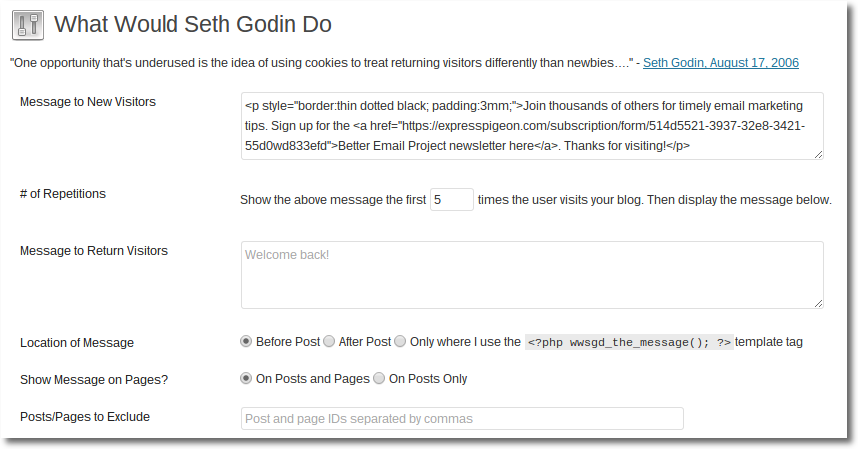 What Would Seth Godin Do
"One opportunity that's underused is the idea of using cookies to treat returning visitors differently than newbies…." - Seth Godin, August 17, 2006
Message to New Visitors
<p style="border:thin dotted black; padding:3mm;">Join thousands of others for timely email marketing
tips. Sign up for the <a href="https://expresspigeon.com/subscription/form/514d5521-3937-32e8-3421-
55d0wd833efd">Better Email Project newsletter here</a>. Thanks for visiting!</p>
# of Repetitions
Show the above message the first 5 times the user visits your blog. Then display the message below.
Message to Return Visitors
Welcome back!
Location of Message
Before Post After Post Only where I use the <?php wwsgd_the_message(); ?> template tag
Show Message on Pages?
On Posts and Pages On Posts Only
Posts/Pages to Exclude
Post and page IDs separated by commas